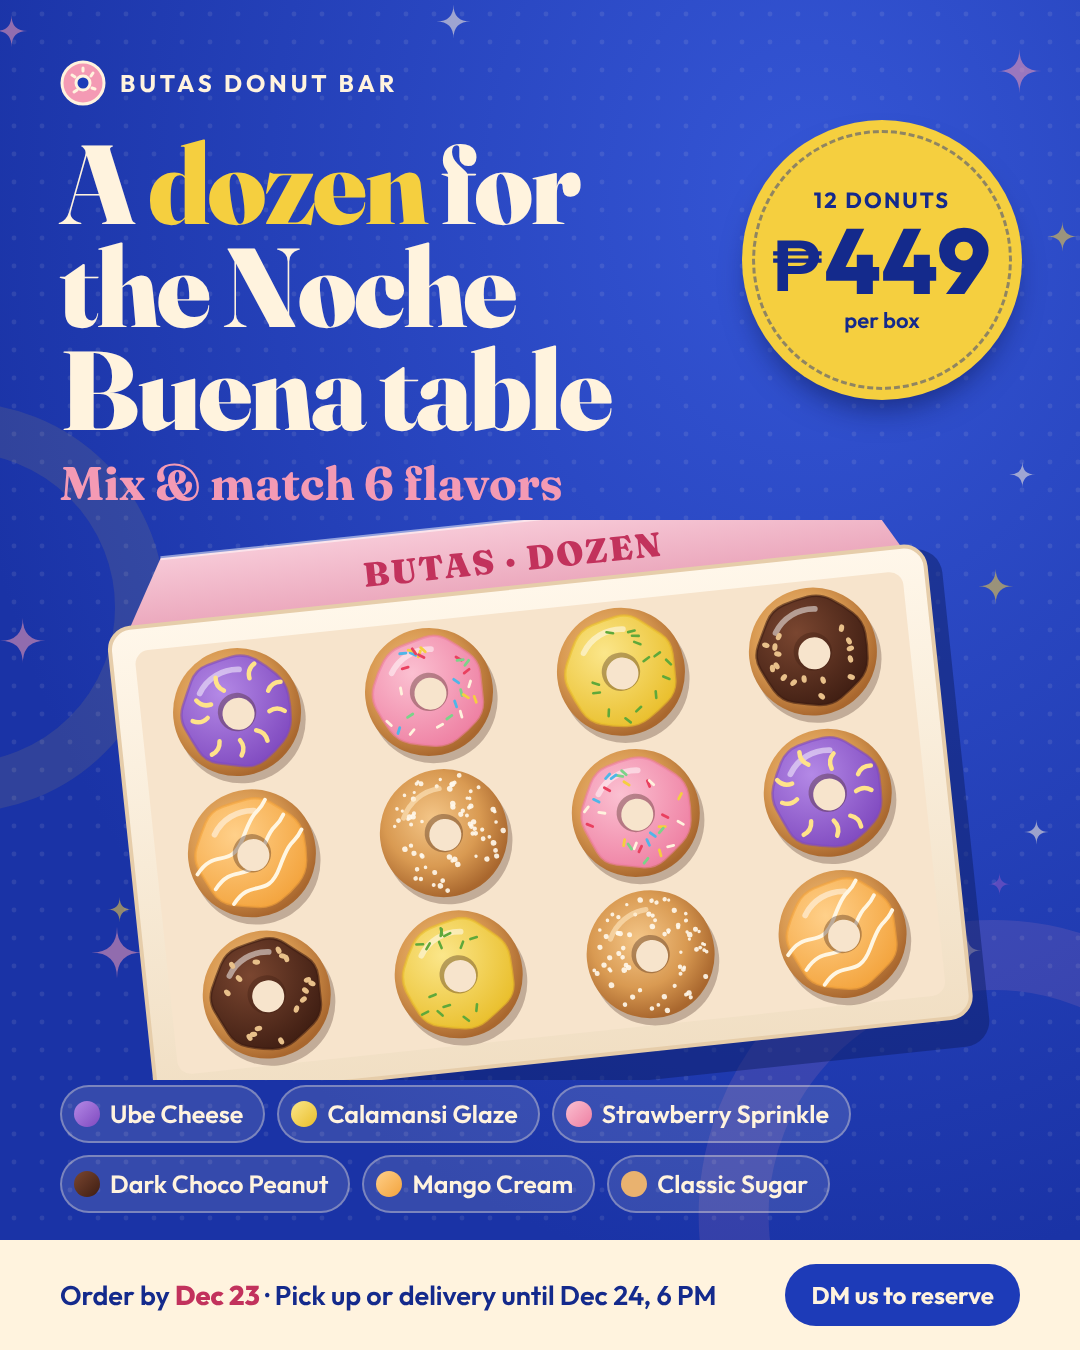 BUTAS DONUT BAR
A dozen for
the Noche
Buena table
Mix & match 6 flavors
12 DONUTS
₱449
per box
BUTAS · DOZEN
Ube Cheese
Calamansi Glaze
Strawberry Sprinkle
Dark Choco Peanut
Mango Cream
Classic Sugar
Order by Dec 23 · Pick up or delivery until Dec 24, 6 PM
DM us to reserve